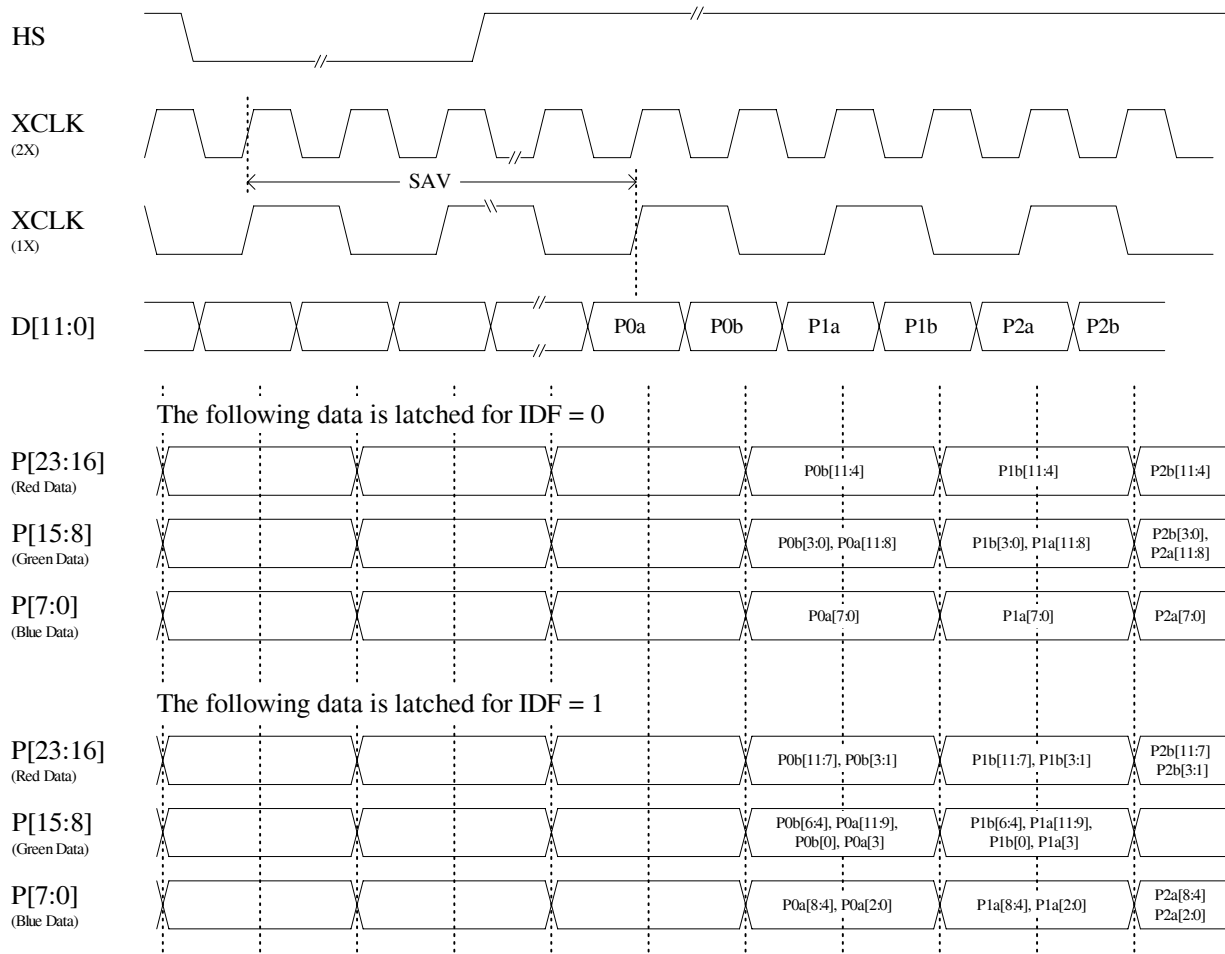 HS
XCLK
(2X)
SAV
XCLK
(1X)
D[11:0]
P0a
P0b
P1a
P1b
P2a
P2b
The following data is latched for IDF = 0
P[23:16]
(Red Data)
P0b[11:4]
P1b[11:4]
P2b[11:4]
P[15:8]
(Green Data)
P0b[3:0], P0a[11:8]
P1b[3:0], P1a[11:8]
P2b[3:0],
P2a[11:8]
P[7:0]
(Blue Data)
P0a[7:0]
P1a[7:0]
P2a[7:0]
The following data is latched for IDF = 1
P[23:16]
(Red Data)
P0b[11:7], P0b[3:1]
P1b[11:7], P1b[3:1]
P2b[11:7]
P2b[3:1]
P[15:8]
(Green Data)
P0b[6:4], P0a[11:9],
P0b[0], P0a[3]
P1b[6:4], P1a[11:9],
P1b[0], P1a[3]
P[7:0]
(Blue Data)
P0a[8:4], P0a[2:0]
P1a[8:4], P1a[2:0]
P2a[8:4]
P2a[2:0]